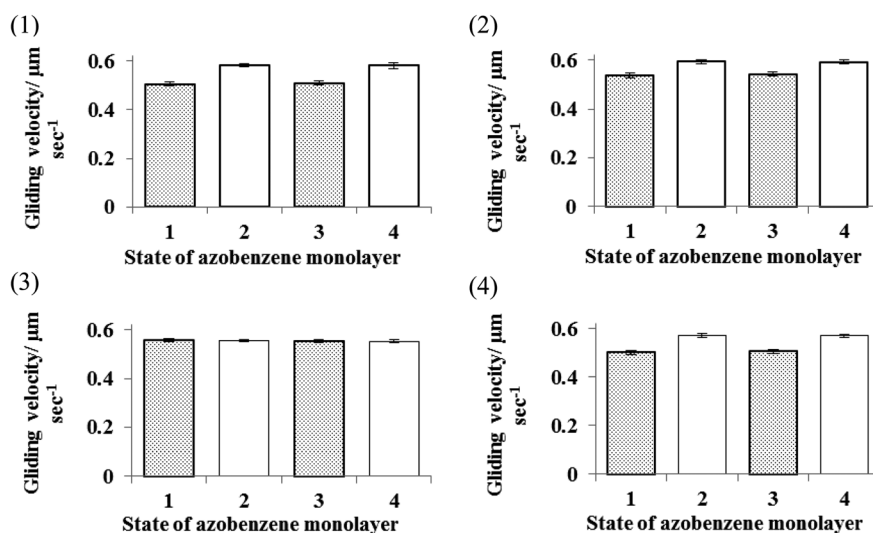 (1)
Gliding velocity/ μm
sec-1
0.6
0.4
0.2
0
1 2 3 4
State of azobenzene monolayer
(2)
Gliding velocity/ μm
sec-1
0.6
0.4
0.2
0
1 2 3 4
State of azobenzene monolayer
(3)
Gliding velocity/ μm
sec-1
0.6
0.4
0.2
0
1 2 3 4
State of azobenzene monolayer
(4)
Gliding velocity/ μm
sec-1
0.6
0.4
0.2
0
1 2 3 4
State of azobenzene monolayer